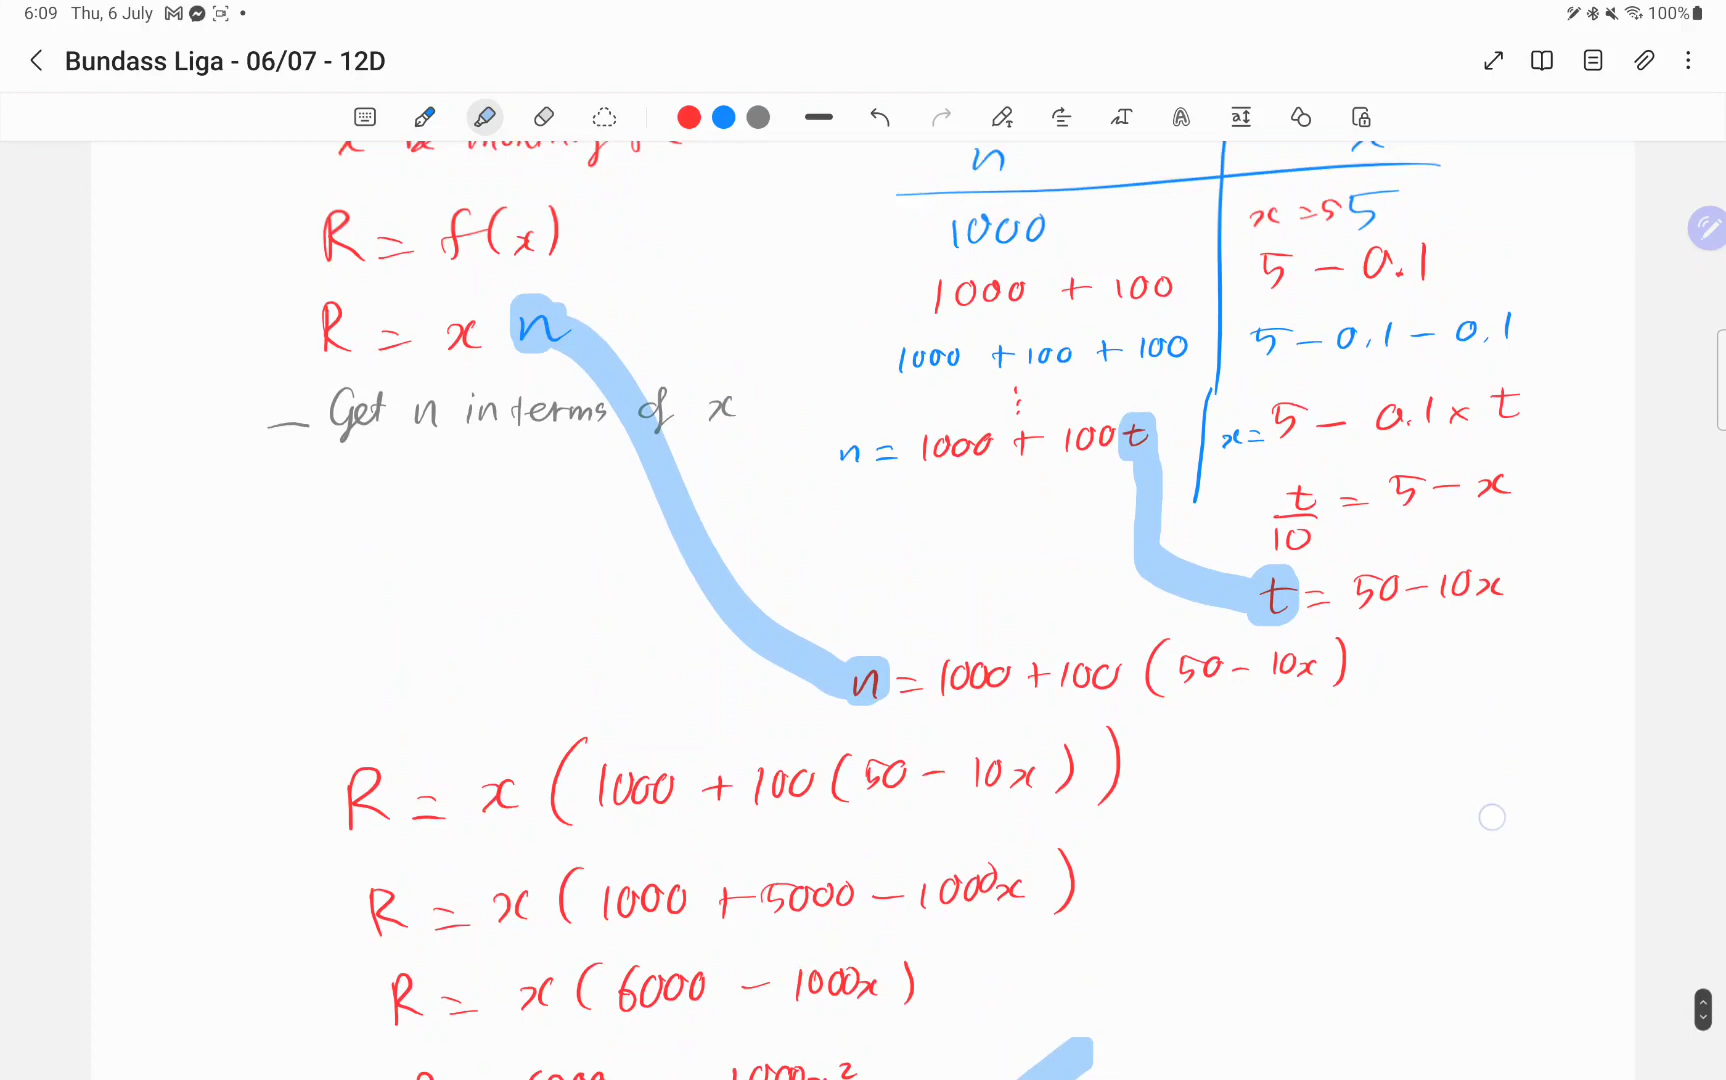 6:09 Thu, 6 July 100%
Bundass Liga - 06/07 - 12D
n
R = f(x)
1000 x = 5 5
1000 + 100 5 - 0.1
R = x n
1000 + 100 + 100 5 - 0.1 - 0.1
- Get n in terms of x
⋮
n = 1000 + 100t x = 5 - 0.1 × t
t/10 = 5 - x
t = 50 - 10x
n = 1000 + 100 (50 - 10x)
R = x (1000 + 100 (50 - 10x))
R = x (1000 + 5000 - 1000x)
R = x (6000 - 1000x)